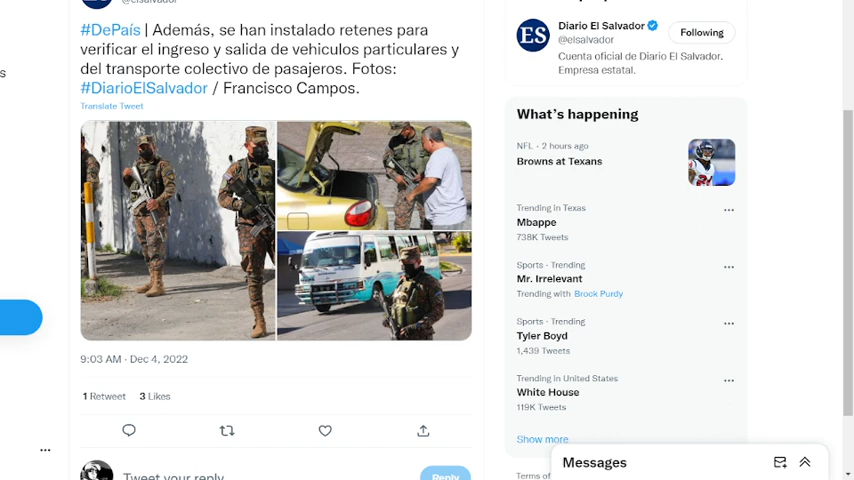 @elsalvador
#DePaís | Además, se han instalado retenes para
verificar el ingreso y salida de vehiculos particulares y
del transporte colectivo de pasajeros. Fotos:
#DiarioElSalvador / Francisco Campos.
Translate Tweet
9:03 AM · Dec 4, 2022
1 Retweet 3 Likes
Tweet your reply
Reply
ES
Diario El Salvador
@elsalvador
Following
Cuenta oficial de Diario El Salvador.
Empresa estatal.
What's happening
NFL · 2 hours ago
Browns at Texans
Trending in Texas
Mbappe
738K Tweets
Sports · Trending
Mr. Irrelevant
Trending with Brock Purdy
Sports · Trending
Tyler Boyd
1,439 Tweets
Trending in United States
White House
119K Tweets
Show more
Terms of
Messages